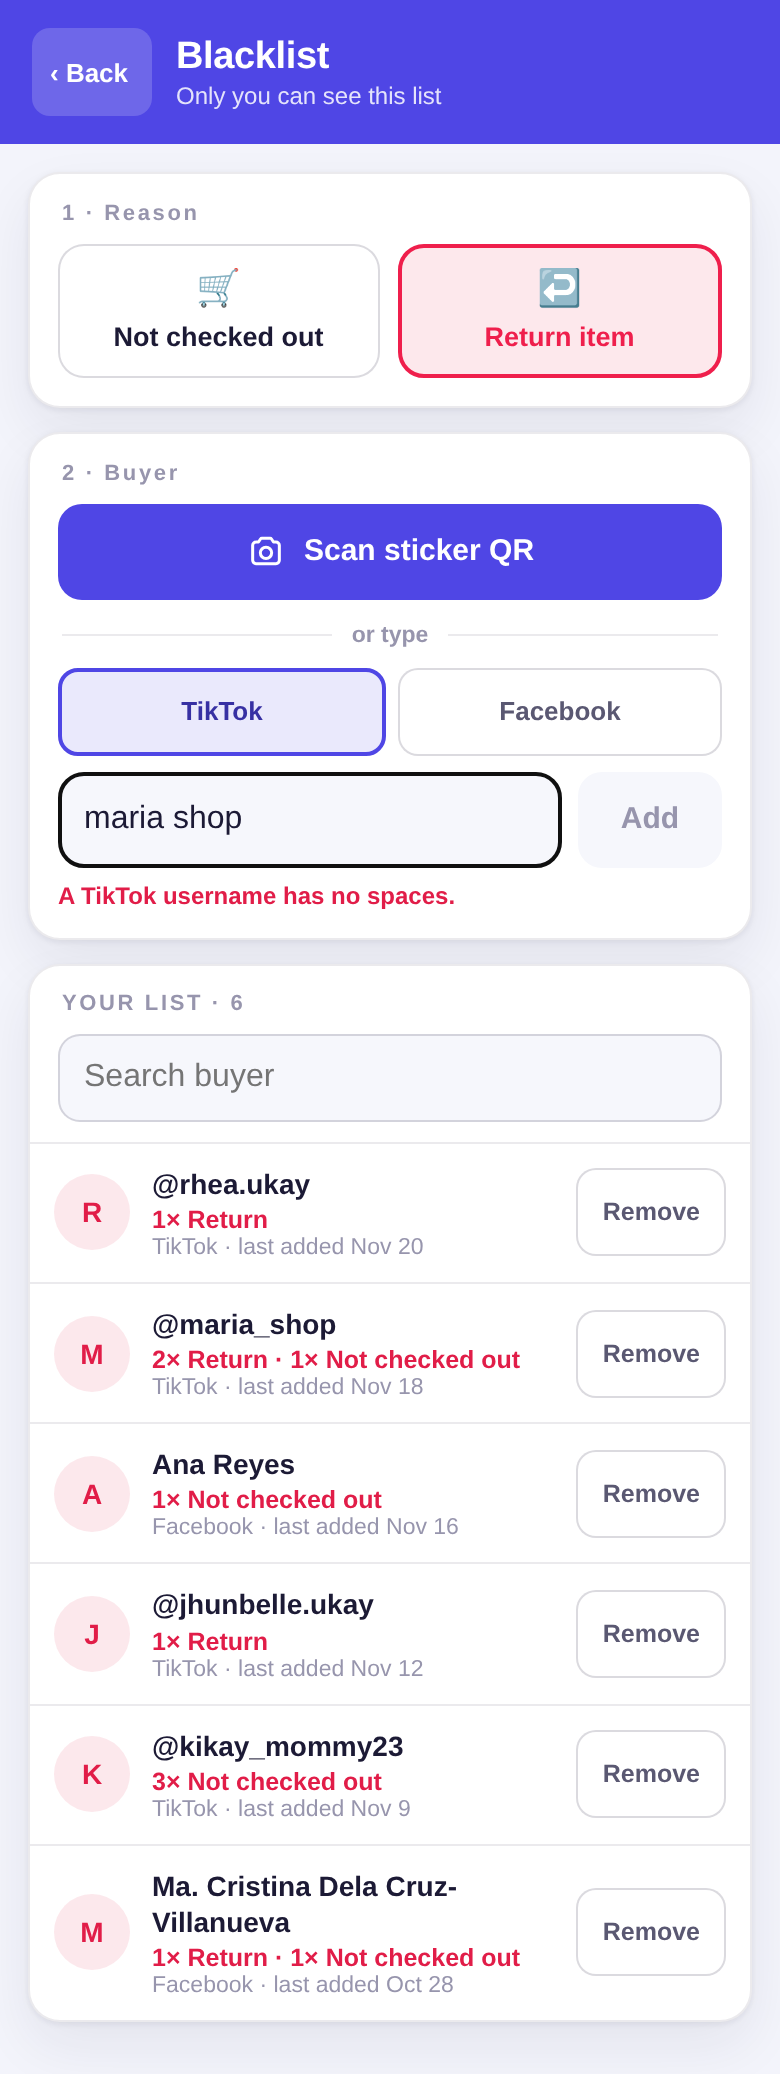 ‹ Back
Blacklist
Only you can see this list
1 · Reason
Not checked out
Return item
2 · Buyer
Scan sticker QR
or type
TikTok
Facebook
maria shop
Add
A TikTok username has no spaces.
YOUR LIST · 6
Search buyer
R
@rhea.ukay
1× Return
TikTok · last added Nov 20
Remove
M
@maria_shop
2× Return · 1× Not checked out
TikTok · last added Nov 18
Remove
A
Ana Reyes
1× Not checked out
Facebook · last added Nov 16
Remove
J
@jhunbelle.ukay
1× Return
TikTok · last added Nov 12
Remove
K
@kikay_mommy23
3× Not checked out
TikTok · last added Nov 9
Remove
M
Ma. Cristina Dela Cruz-
Villanueva
1× Return · 1× Not checked out
Facebook · last added Oct 28
Remove